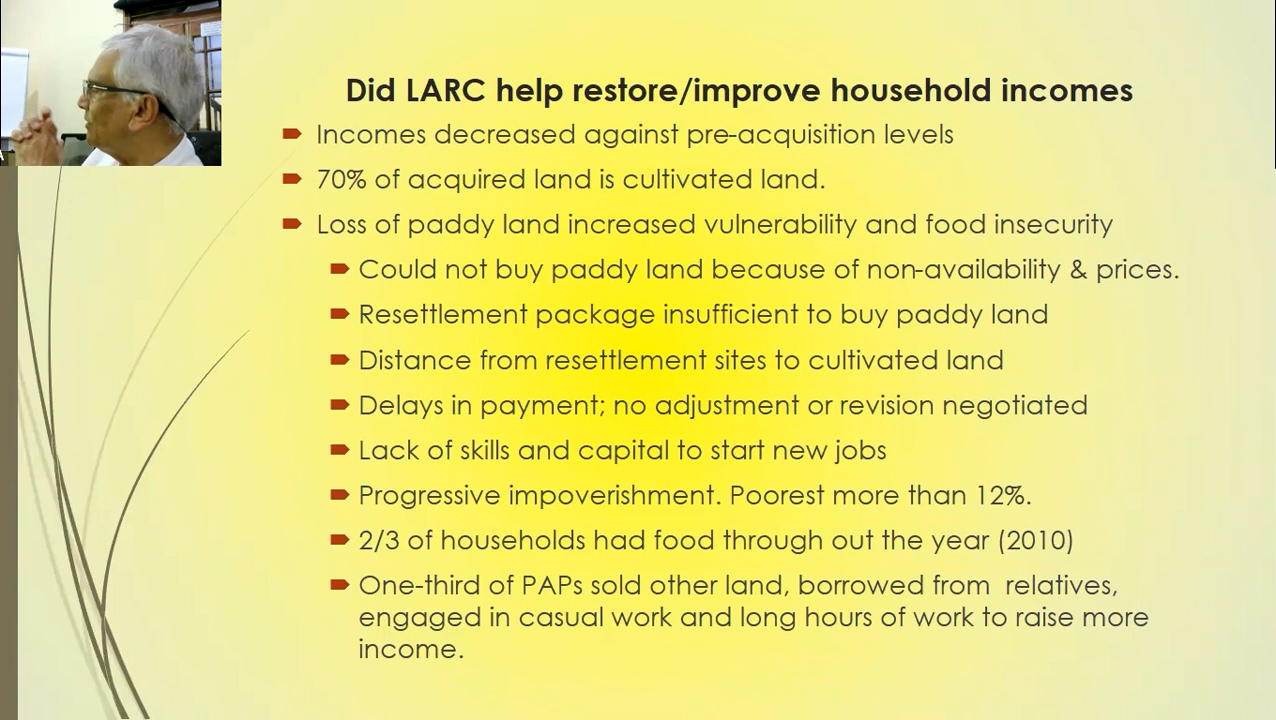 Did LARC help restore/improve household incomes
Incomes decreased against pre-acquisition levels
70% of acquired land is cultivated land.
Loss of paddy land increased vulnerability and food insecurity
Could not buy paddy land because of non-availability & prices.
Resettlement package insufficient to buy paddy land
Distance from resettlement sites to cultivated land
Delays in payment; no adjustment or revision negotiated
Lack of skills and capital to start new jobs
Progressive impoverishment. Poorest more than 12%.
2/3 of households had food through out the year (2010)
One-third of PAPs sold other land, borrowed from relatives,
engaged in casual work and long hours of work to raise more
income.